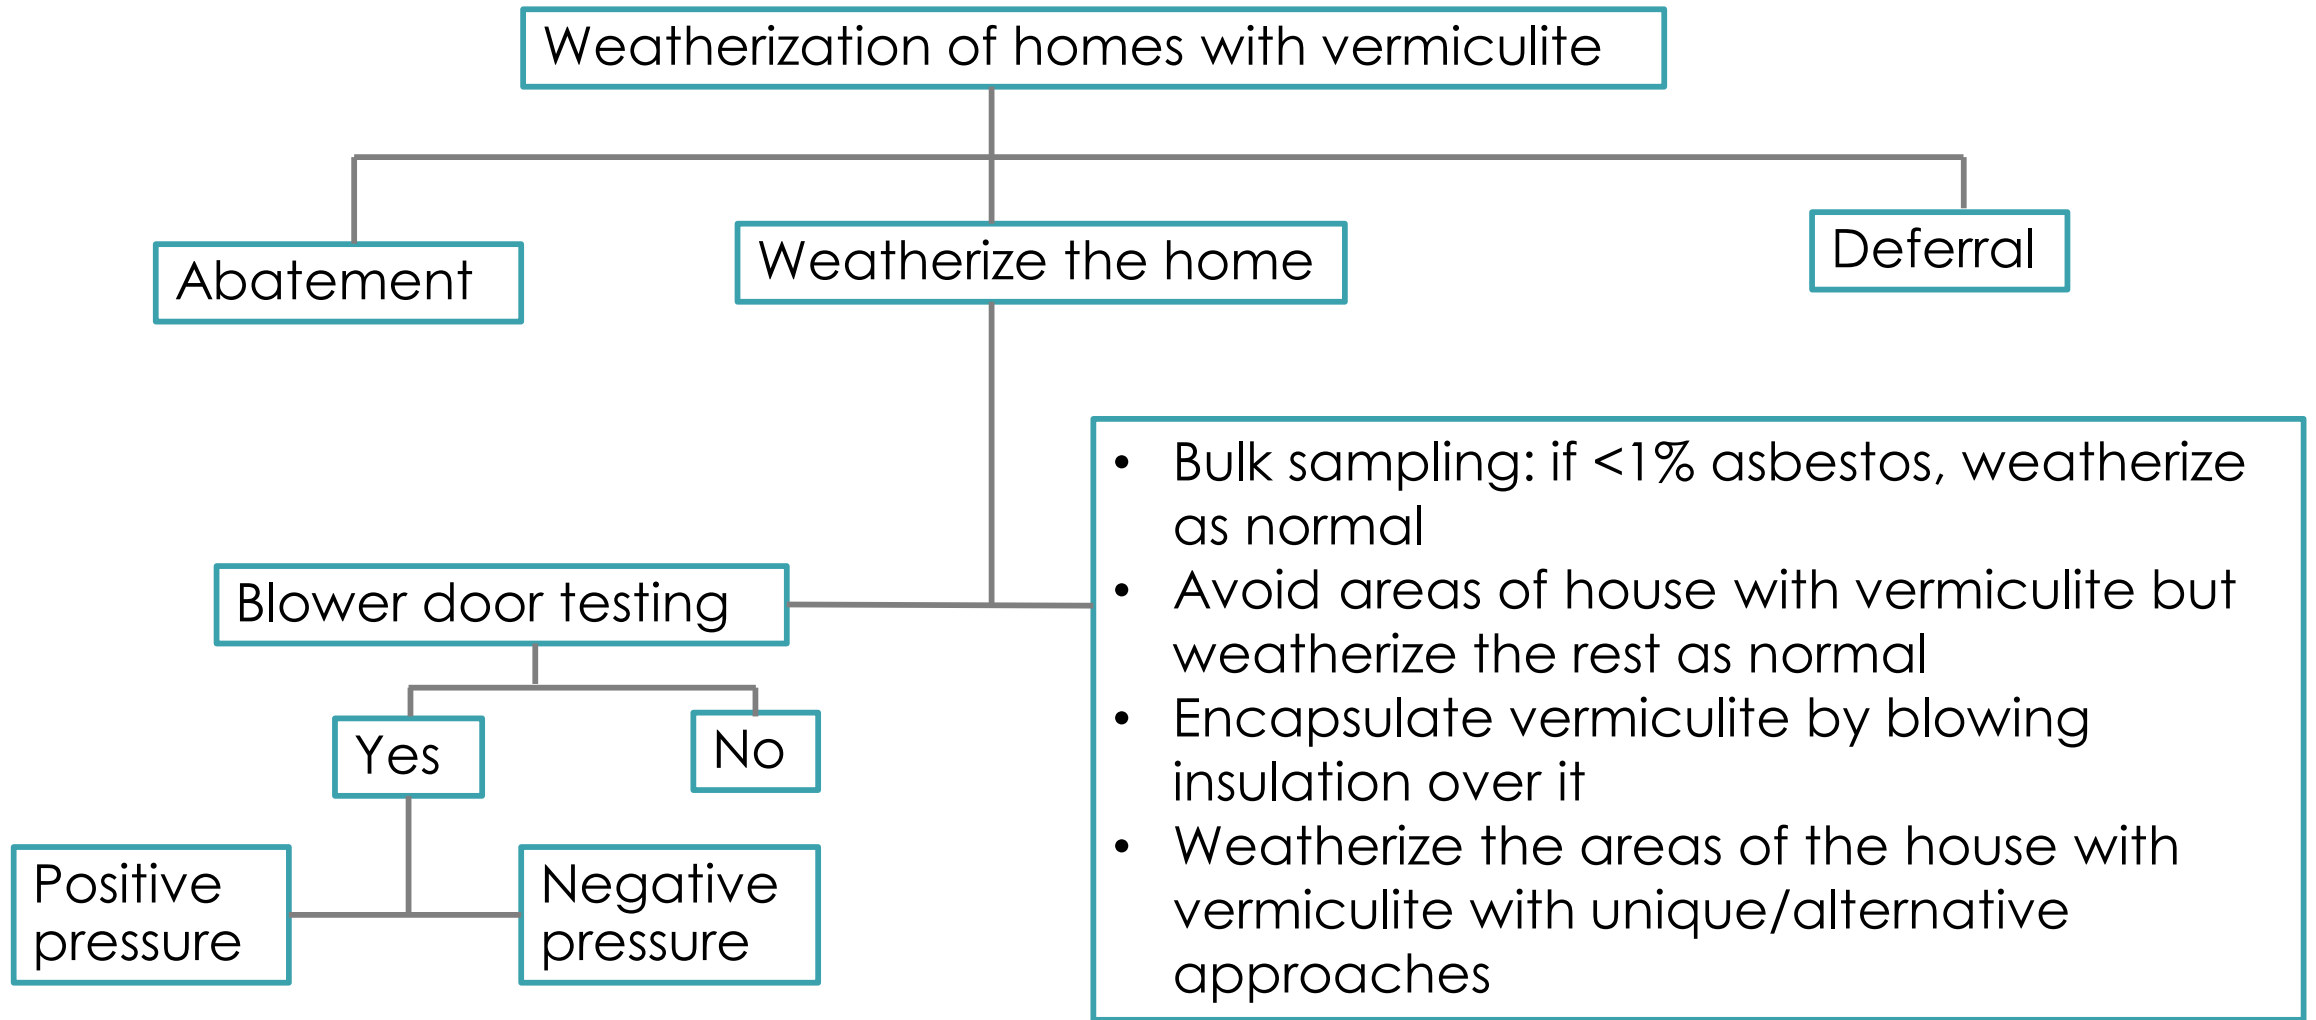 Weatherization of homes with vermiculite
Abatement
Weatherize the home
Deferral
Blower door testing
Yes
No
Positive
pressure
Negative
pressure
• Bulk sampling: if <1% asbestos, weatherize
as normal
• Avoid areas of house with vermiculite but
weatherize the rest as normal
• Encapsulate vermiculite by blowing
insulation over it
• Weatherize the areas of the house with
vermiculite with unique/alternative
approaches